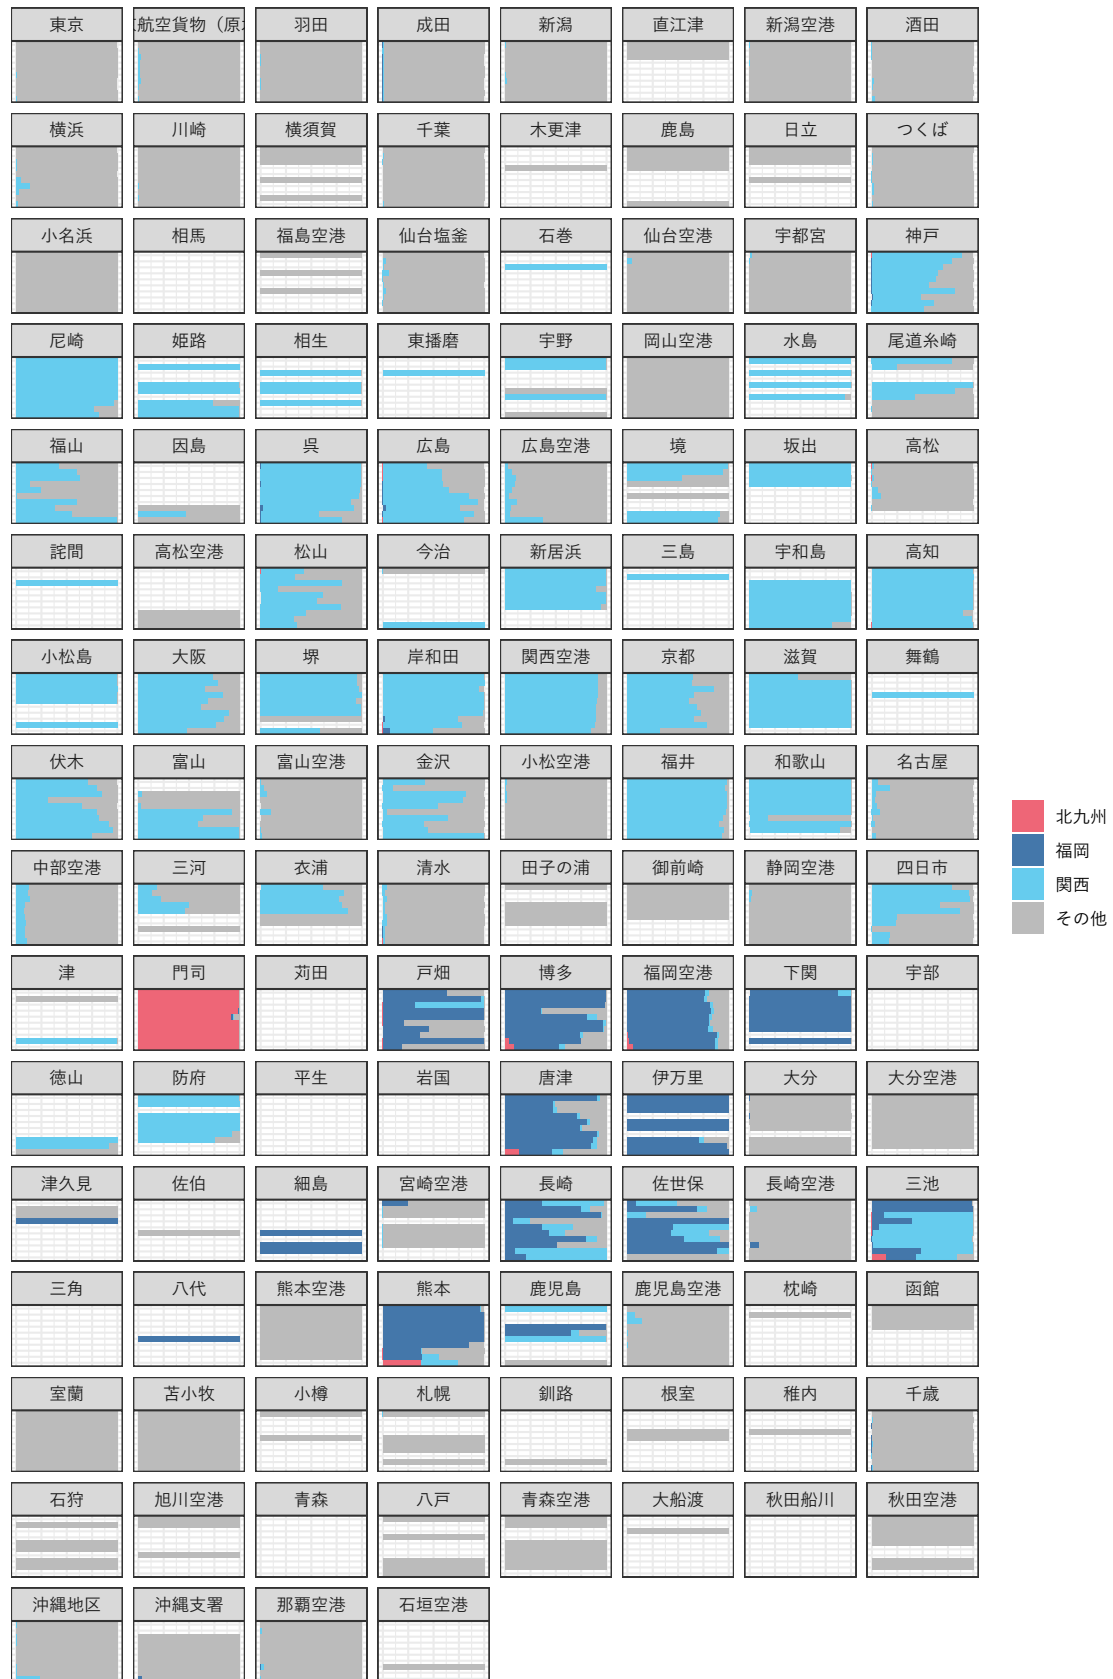 東京
航空貨物（原
羽田
成田
新潟
直江津
新潟空港
酒田
横浜
川崎
横須賀
千葉
木更津
鹿島
日立
つくば
小名浜
相馬
福島空港
仙台塩釜
石巻
仙台空港
宇都宮
神戸
尼崎
姫路
相生
東播磨
宇野
岡山空港
水島
尾道糸崎
福山
因島
呉
広島
広島空港
境
坂出
高松
詫間
高松空港
松山
今治
新居浜
三島
宇和島
高知
小松島
大阪
堺
岸和田
関西空港
京都
滋賀
舞鶴
伏木
富山
富山空港
金沢
小松空港
福井
和歌山
名古屋
中部空港
三河
衣浦
清水
田子の浦
御前崎
静岡空港
四日市
津
門司
苅田
戸畑
博多
福岡空港
下関
宇部
徳山
防府
平生
岩国
唐津
伊万里
大分
大分空港
津久見
佐伯
細島
宮崎空港
長崎
佐世保
長崎空港
三池
三角
八代
熊本空港
熊本
鹿児島
鹿児島空港
枕崎
函館
室蘭
苫小牧
小樽
札幌
釧路
根室
稚内
千歳
石狩
旭川空港
青森
八戸
青森空港
大船渡
秋田船川
秋田空港
沖縄地区
沖縄支署
那覇空港
石垣空港
北九州
福岡
関西
その他